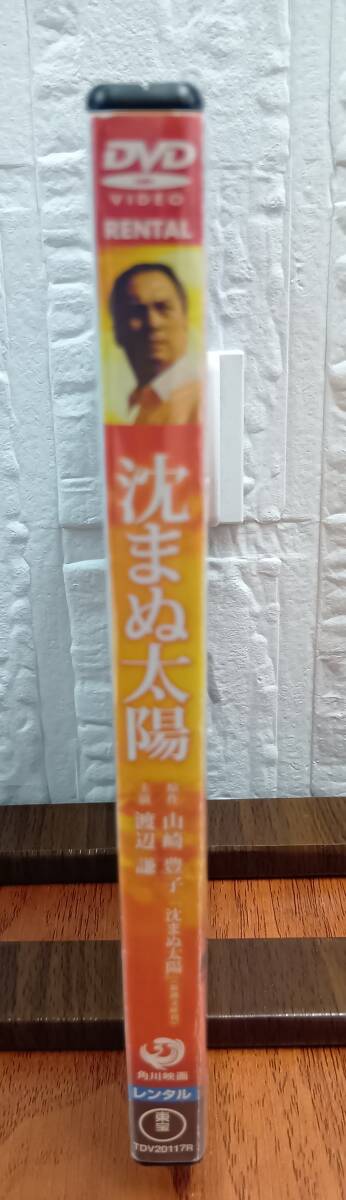 DVD
VIDEO
RENTAL
沈まぬ太陽
原作 山崎 豊子「沈まぬ太陽」
主演 渡辺 謙
角川映画
レンタル
東宝
TDV20117R